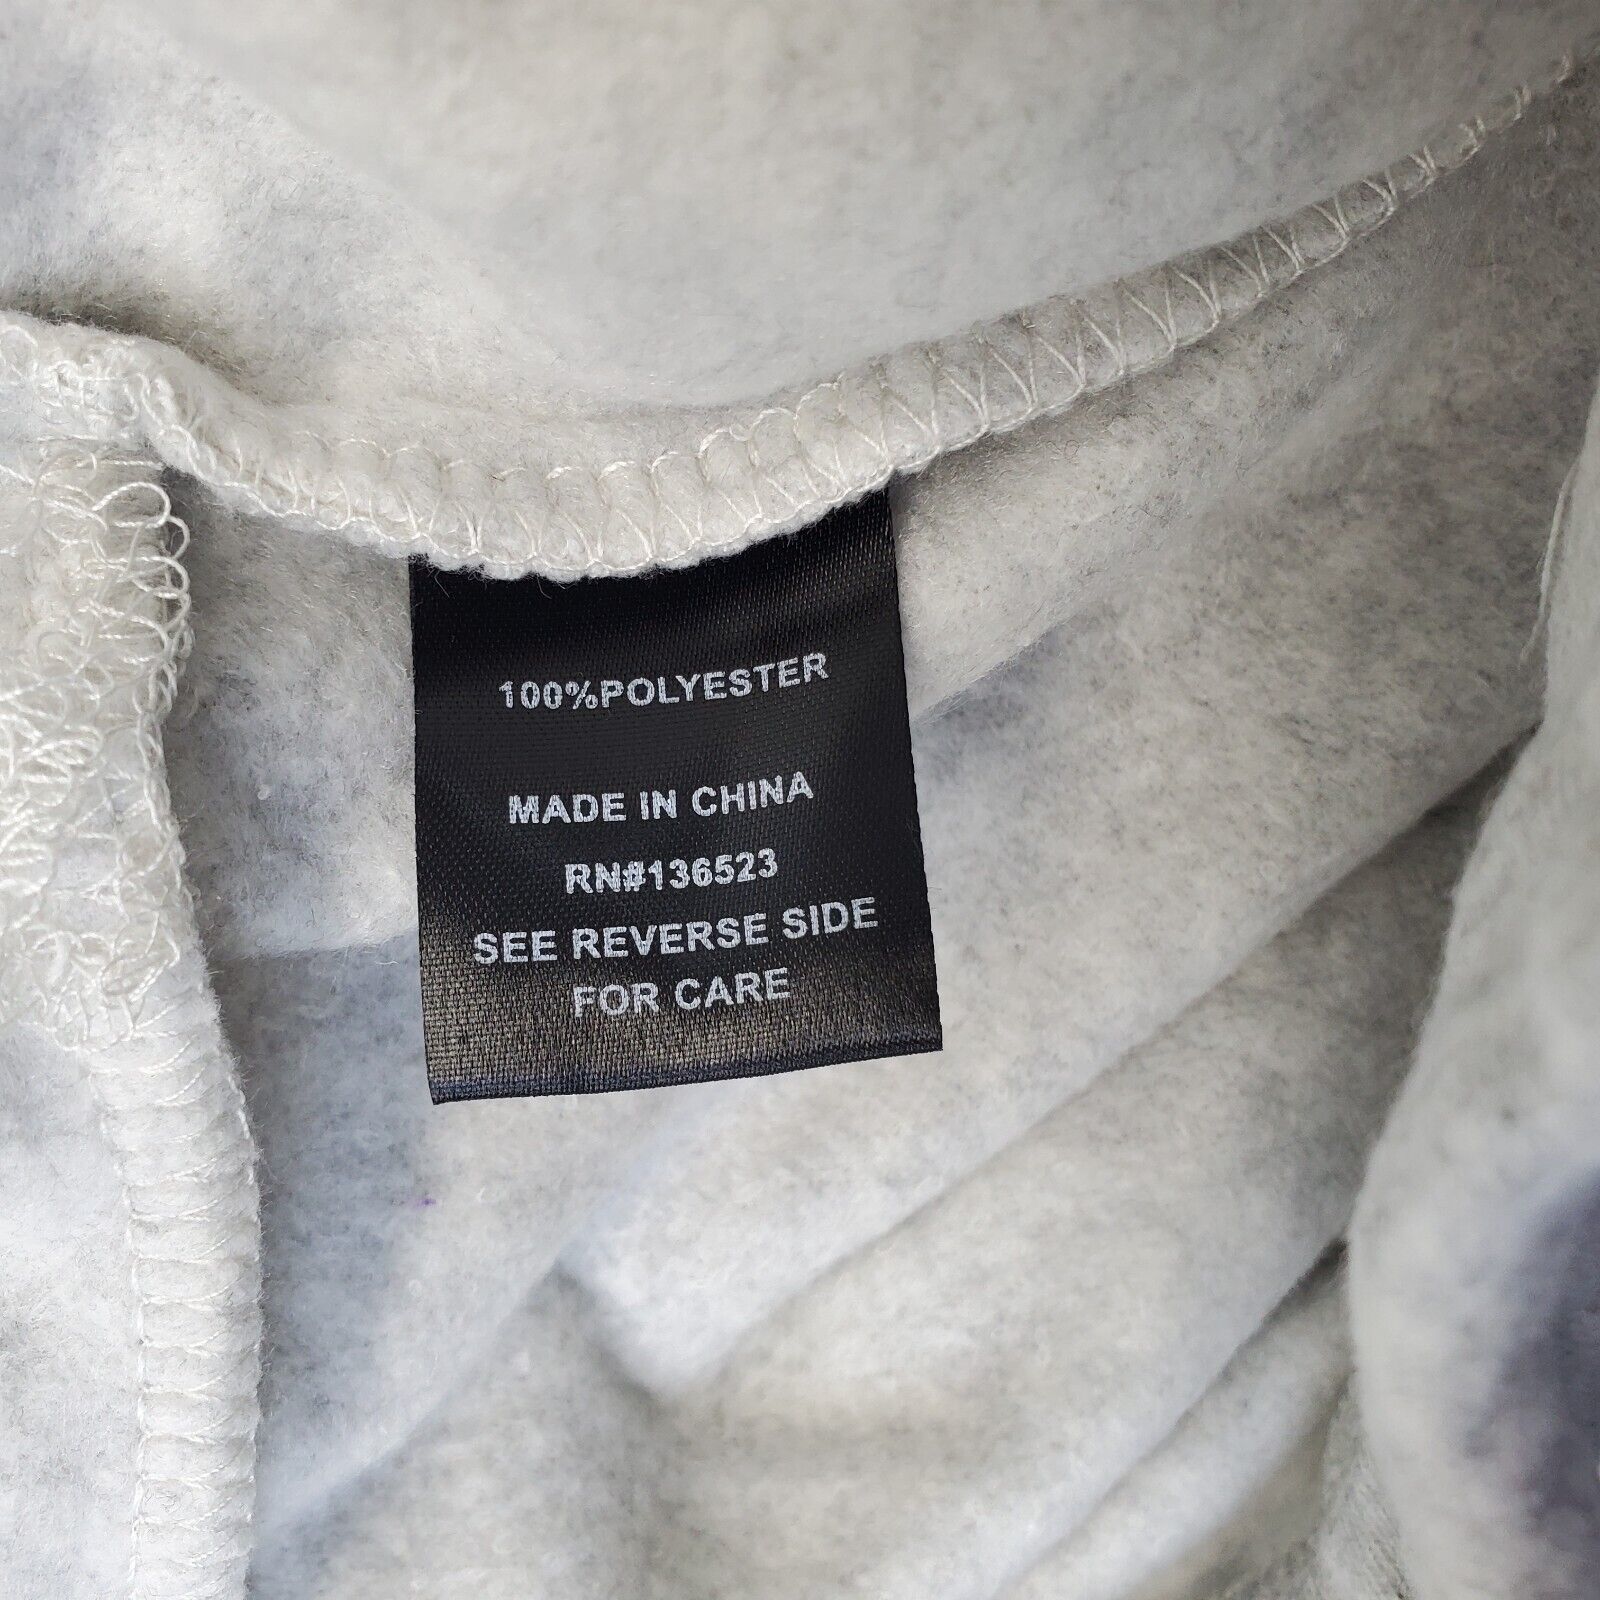 100%POLYESTER
MADE IN CHINA
RN#136523
SEE REVERSE SIDE
FOR CARE